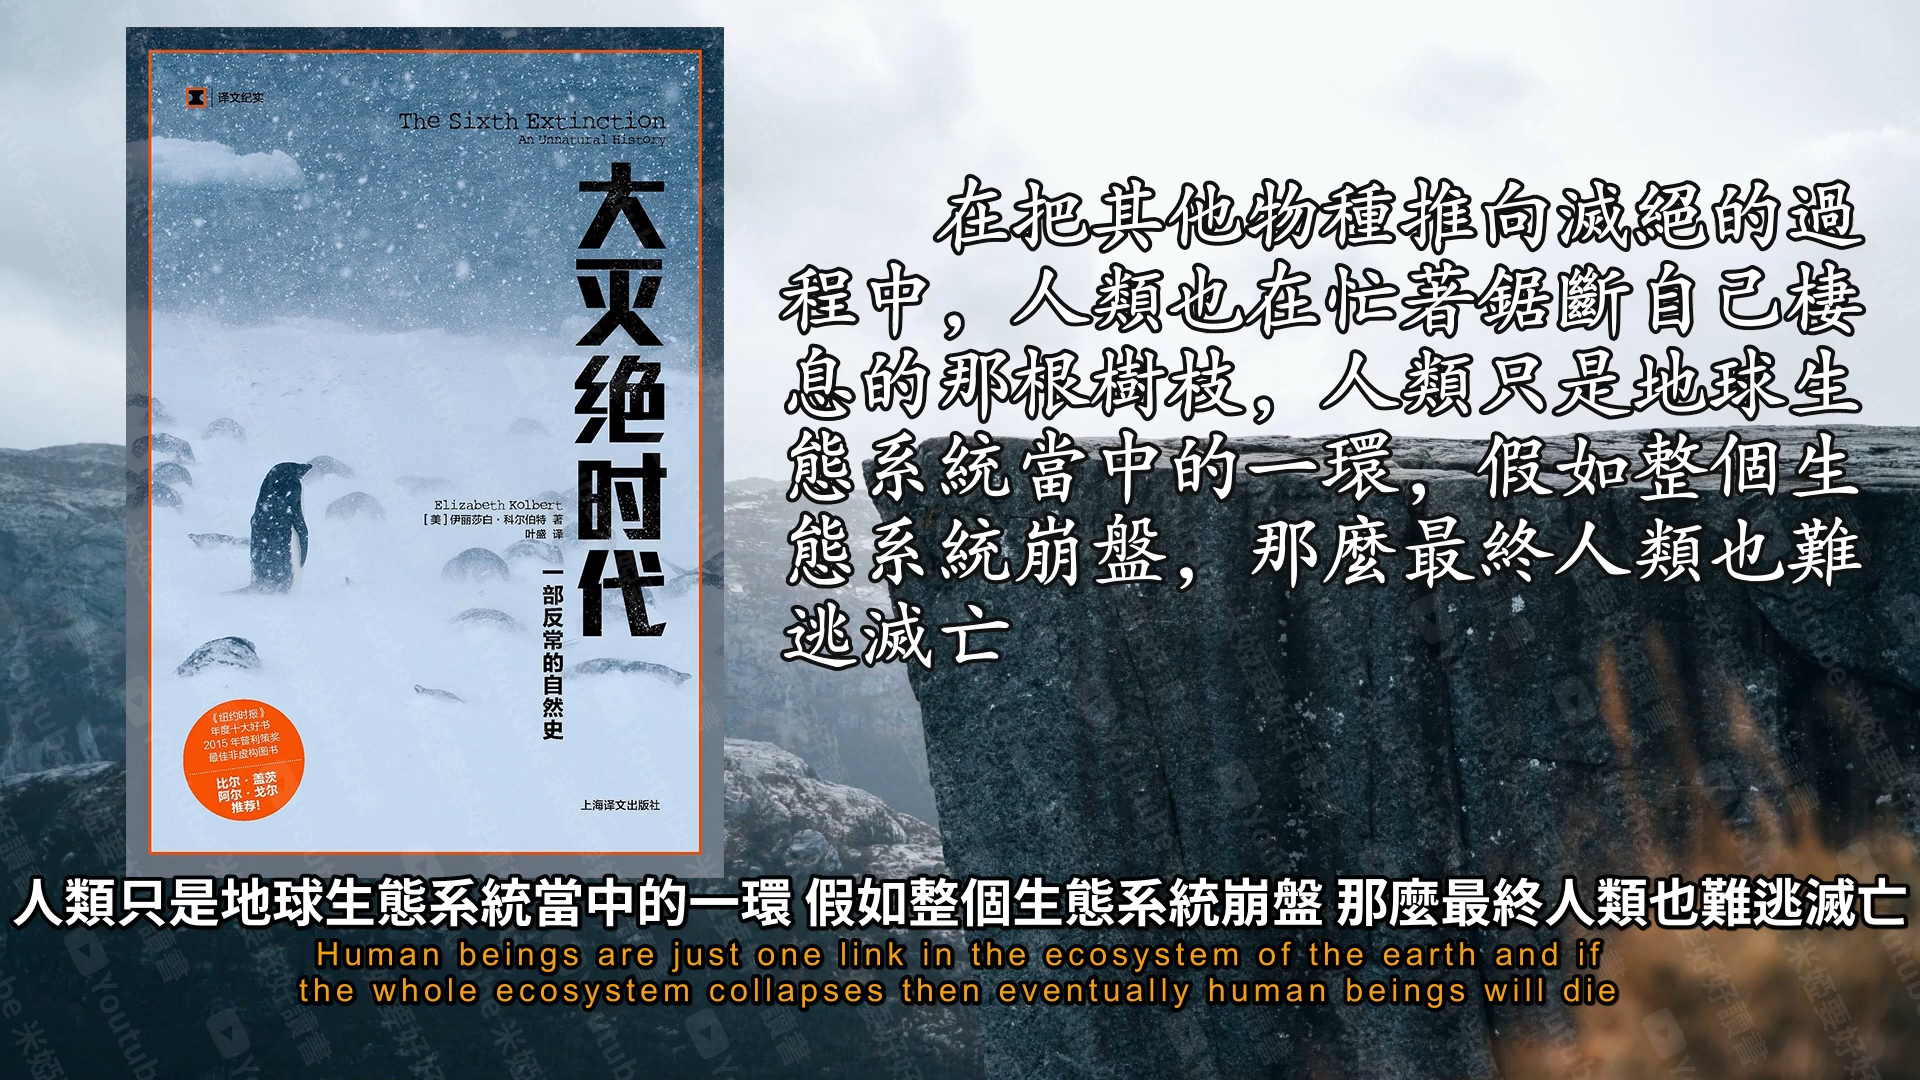 译文纪实
The Sixth Extinction
An Unnatural History
大灭绝时代
Elizabeth Kolbert
[美]伊丽莎白·科尔伯特 著
叶盛 译
一部反常的自然史
《纽约时报》
年度十大好书
2015年普利策奖
最佳非虚构图书
比尔·盖茨
阿尔·戈尔
推荐!
上海译文出版社
在把其他物種推向滅絕的過
程中，人類也在忙著鋸斷自己棲
息的那根樹枝，人類只是地球生
態系統當中的一環，假如整個生
態系統崩盤，那麼最終人類也難
逃滅亡
人類只是地球生態系統當中的一環 假如整個生態系統崩盤 那麼最終人類也難逃滅亡
Human beings are just one link in the ecosystem of the earth and if
the whole ecosystem collapses then eventually human beings will die